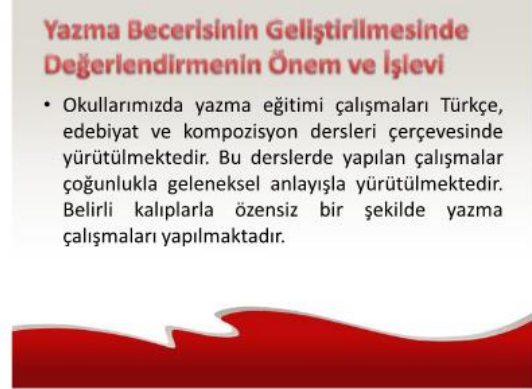 Yazma Becerisinin Geliştirilmesinde
Değerlendirmenin Önem ve İşlevi
• Okullarımızda yazma eğitimi çalışmaları Türkçe,
edebiyat ve kompozisyon dersleri çerçevesinde
yürütülmektedir. Bu derslerde yapılan çalışmalar
çoğunlukla geleneksel anlayışla yürütülmektedir.
Belirli kalıplarla özensiz bir şekilde yazma
çalışmaları yapılmaktadır.